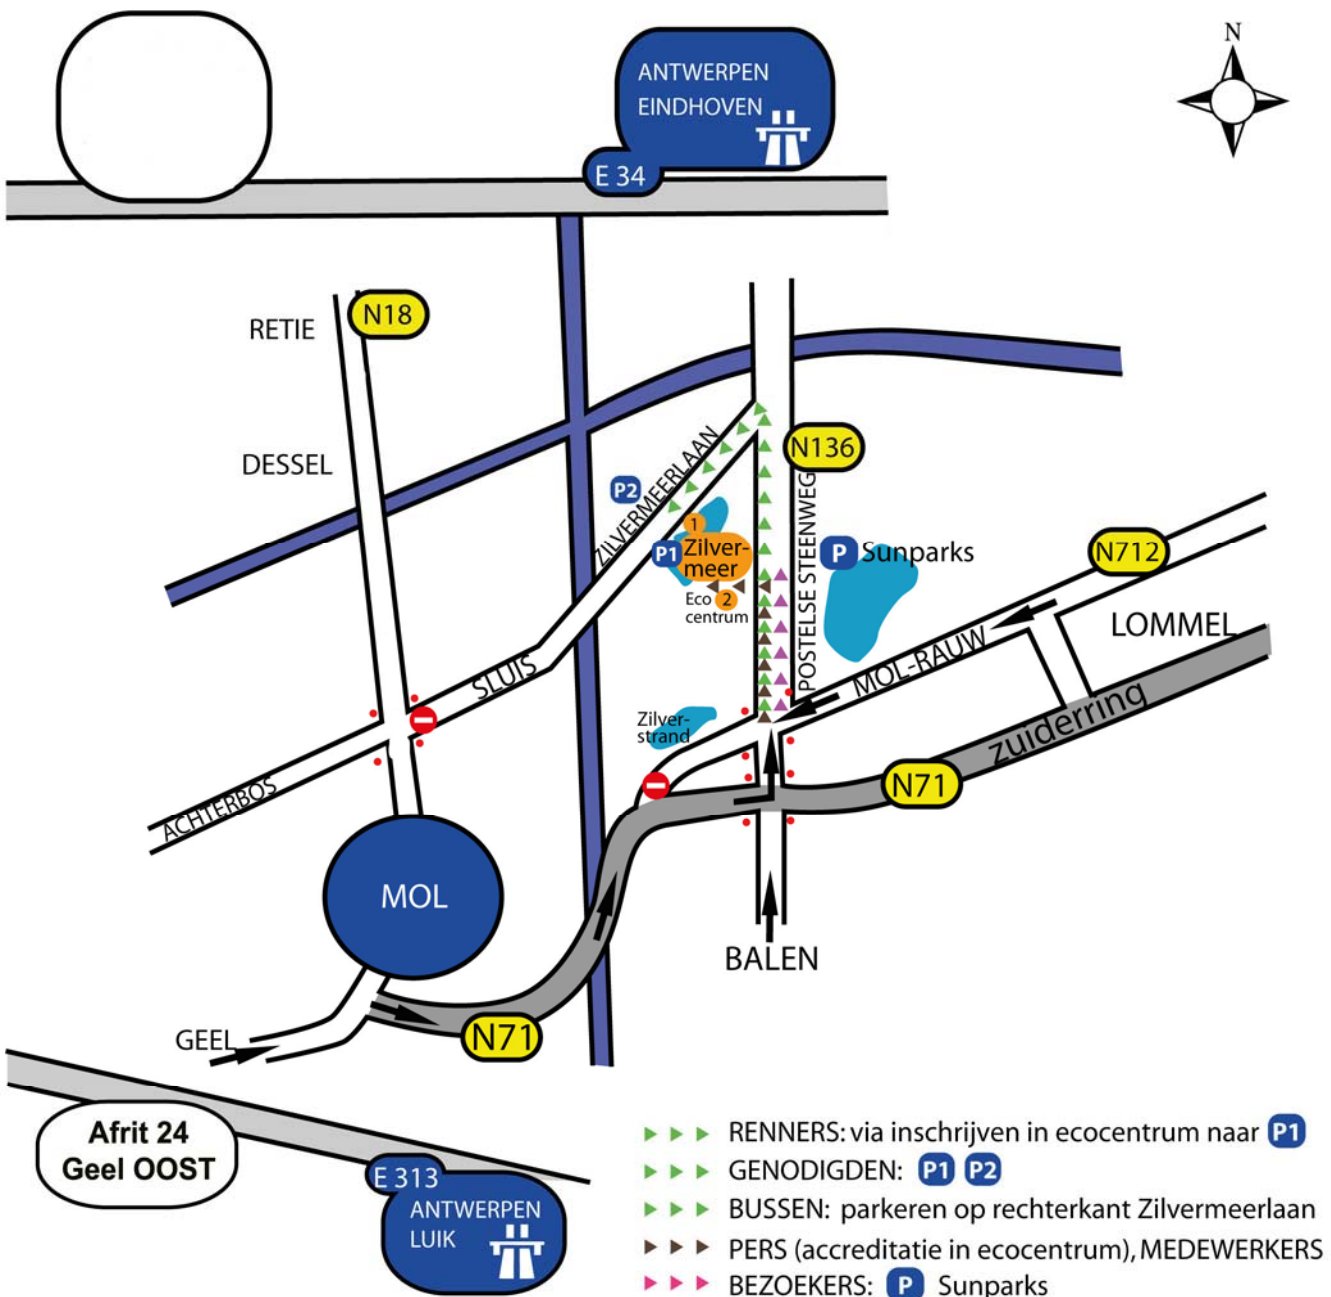 N
ANTWERPEN
EINDHOVEN
E 34
RETIE
N18
DESSEL
ZILVERMEERLAAN
N136
P2
1
P1
Zilver-
meer
Eco 2
centrum
POSTELSE STEENWEG
P Sunparks
N712
LOMMEL
MOL-RAUW
SLUIS
Zilver-
strand
zuiderring
N71
ACHTERBOS
MOL
BALEN
GEEL
N71
Afrit 24
Geel OOST
E 313
ANTWERPEN
LUIK
RENNERS: via inschrijven in ecocentrum naar P1
GENODIGDEN: P1 P2
BUSSEN: parkeren op rechterkant Zilvermeerlaan
PERS (accreditatie in ecocentrum), MEDEWERKERS
BEZOEKERS: P Sunparks